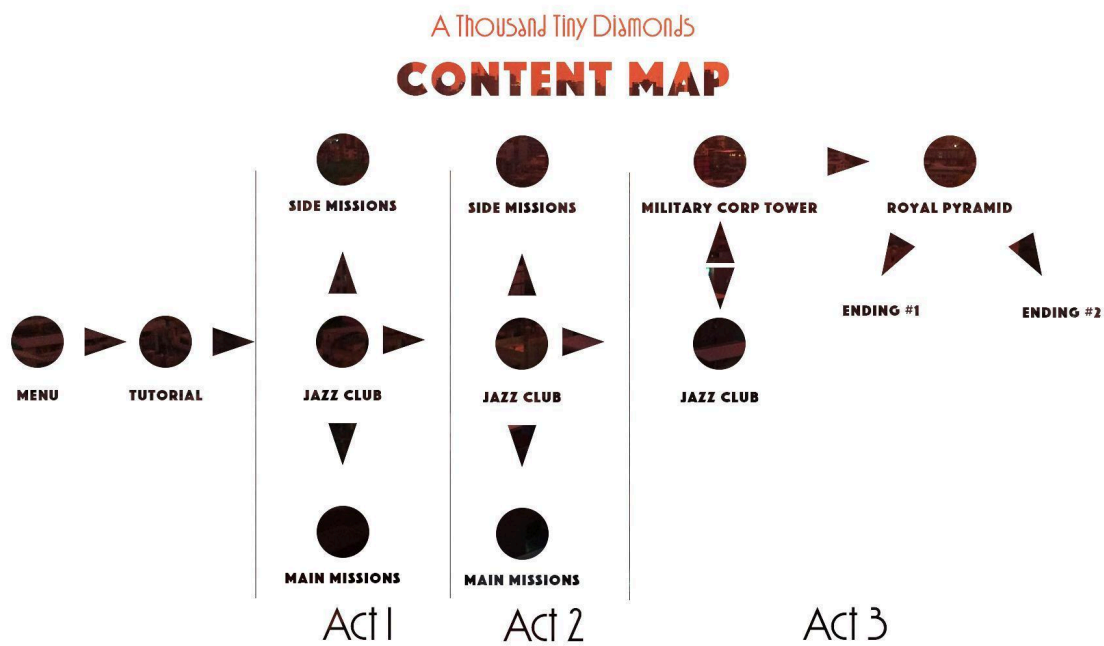 A Thousand Tiny Diamonds
CONTENT MAP
SIDE MISSIONS
SIDE MISSIONS
MILITARY CORP TOWER
ROYAL PYRAMID
ENDING #1
ENDING #2
MENU
TUTORIAL
JAZZ CLUB
JAZZ CLUB
JAZZ CLUB
MAIN MISSIONS
MAIN MISSIONS
Act 1
Act 2
Act 3